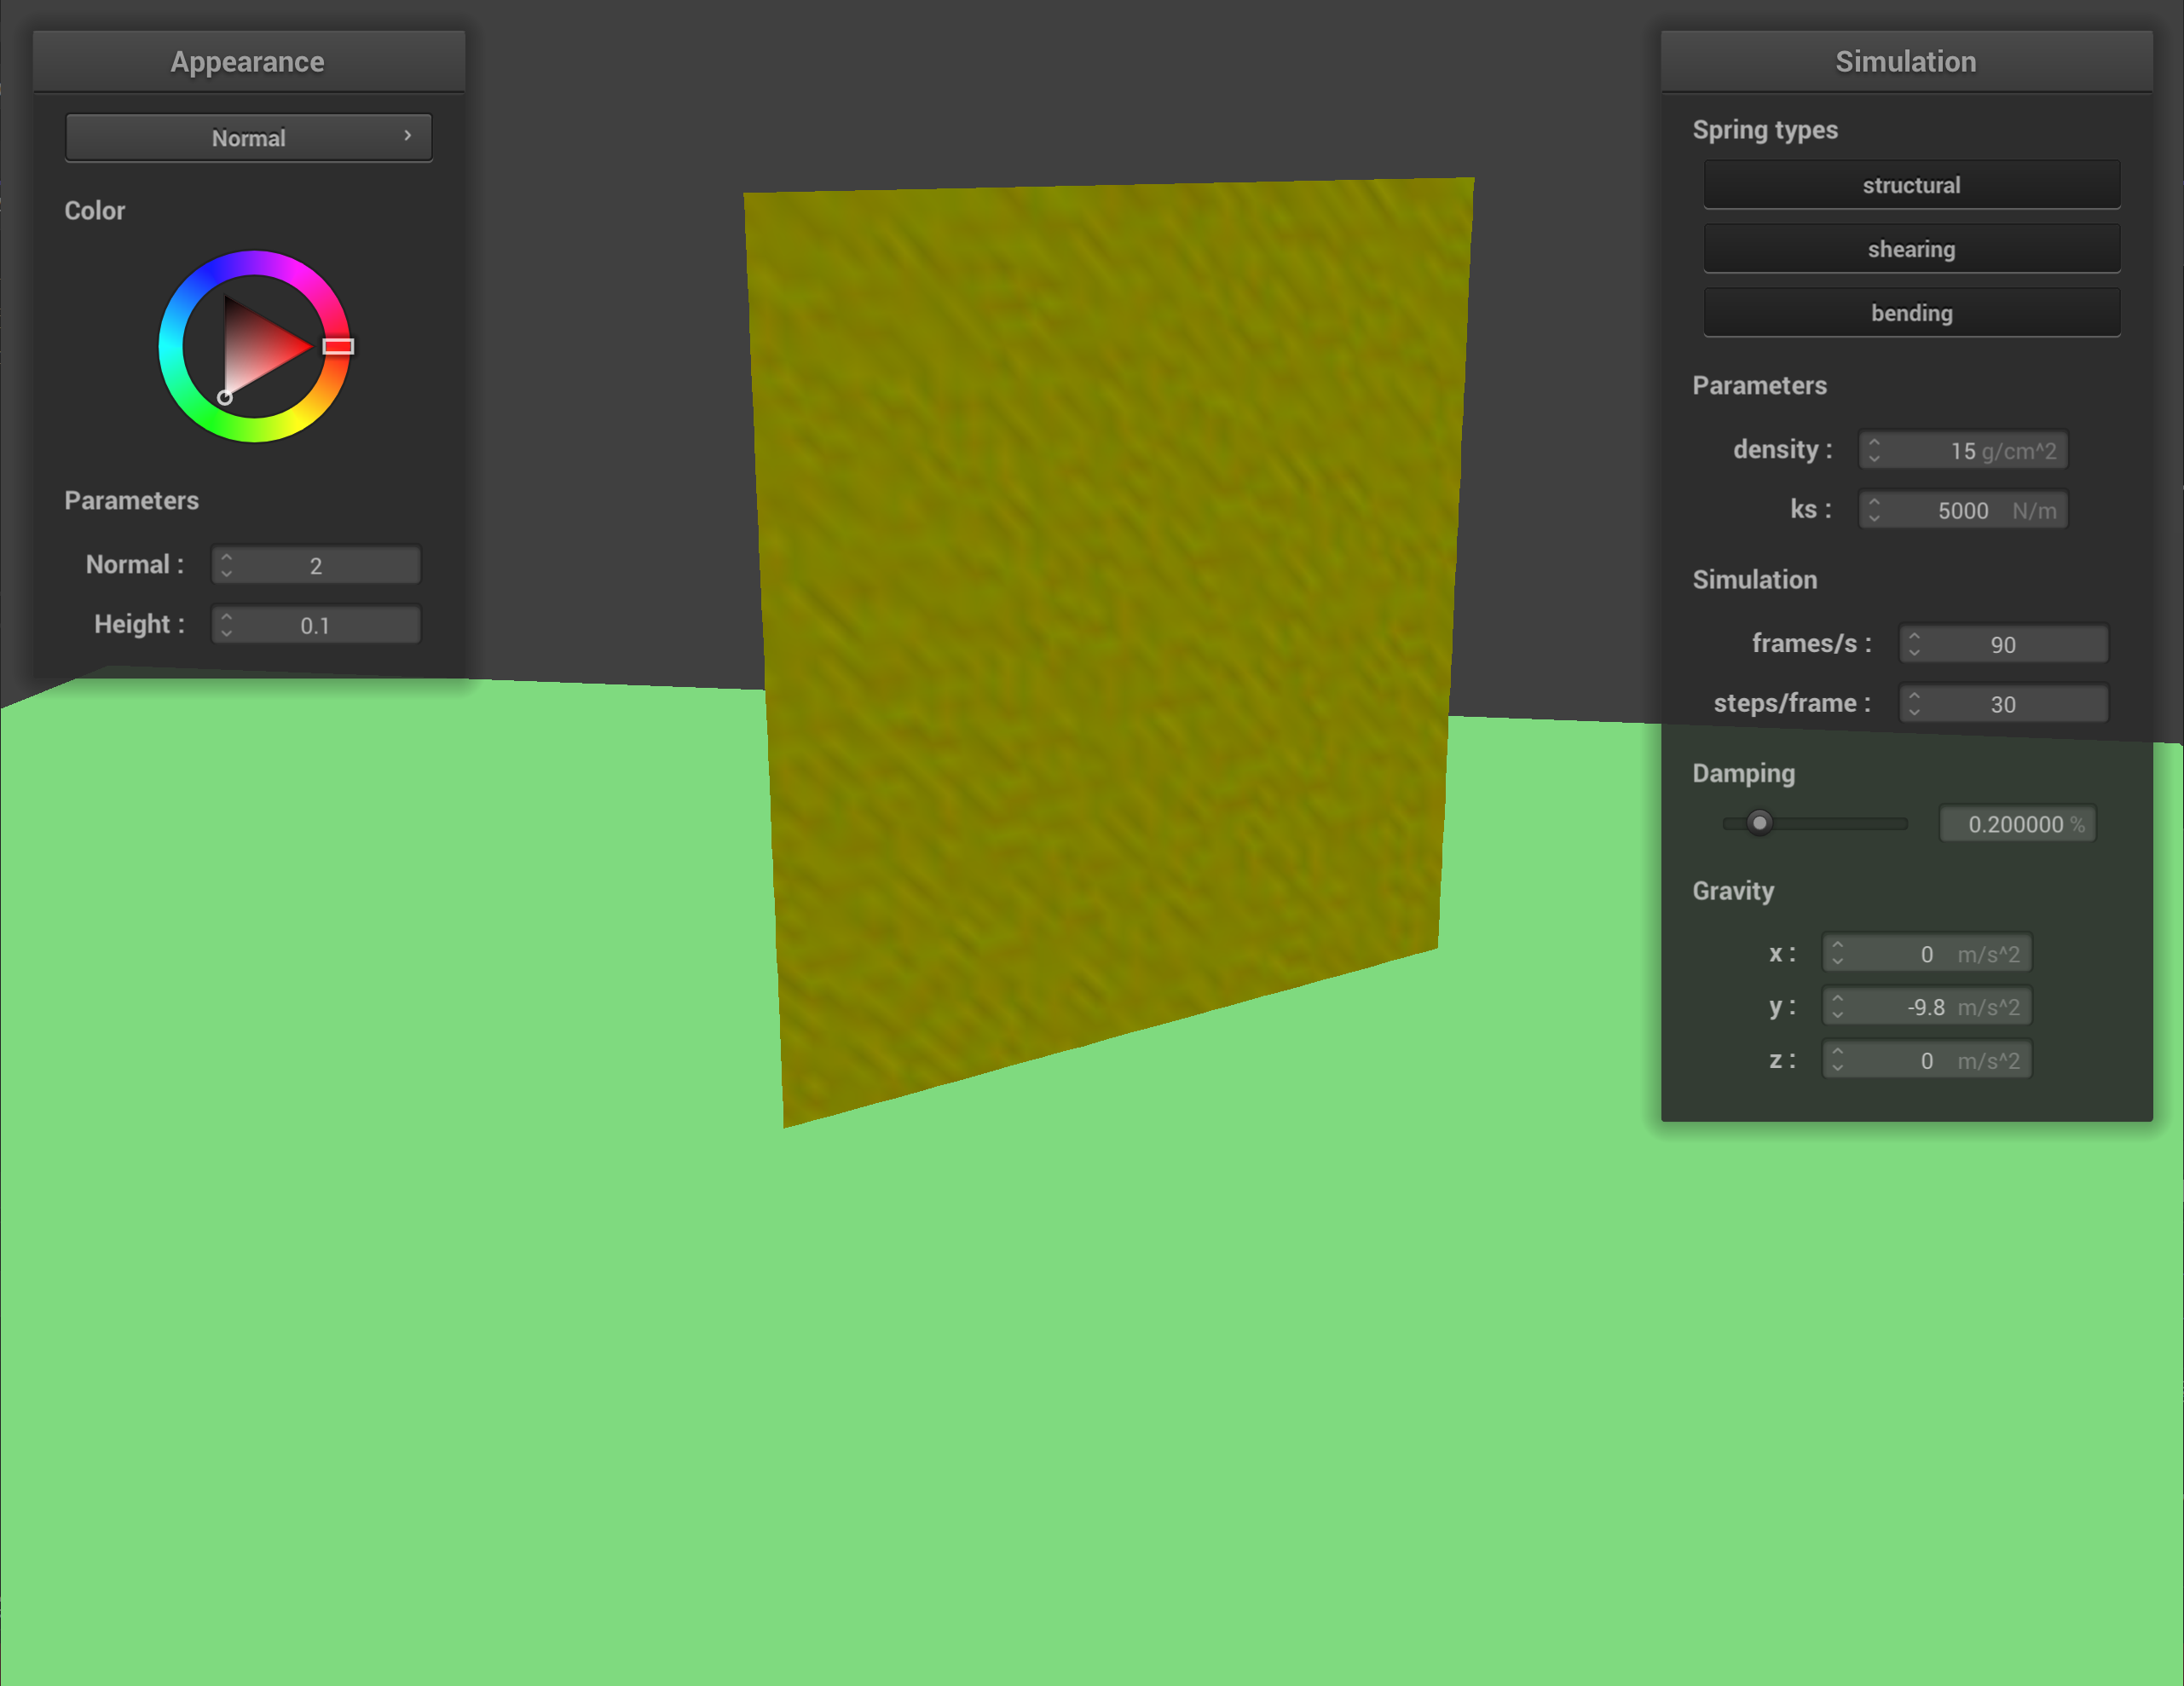 Appearance
Normal
Color
Parameters
Normal : 2
Height : 0.1
Simulation
Spring types
structural
shearing
bending
Parameters
density : 15 g/cm^2
ks : 5000 N/m
Simulation
frames/s : 90
steps/frame : 30
Damping
0.200000 %
Gravity
x : 0 m/s^2
y : -9.8 m/s^2
z : 0 m/s^2